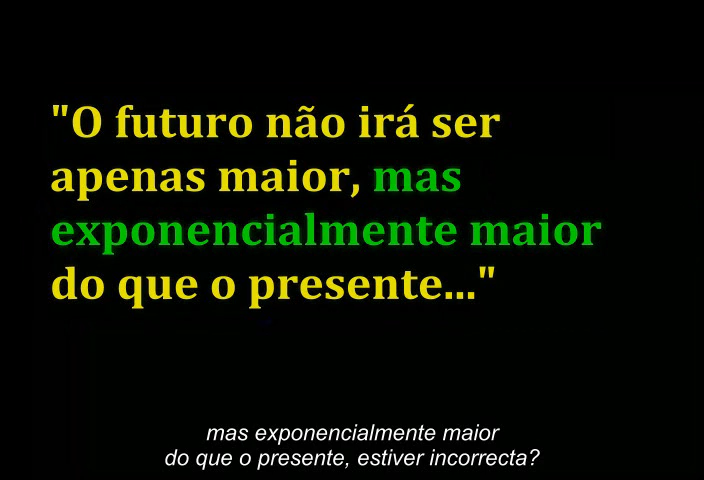 "O futuro não irá ser
apenas maior, mas
exponencialmente maior
do que o presente..."
mas exponencialmente maior
do que o presente, estiver incorrecta?